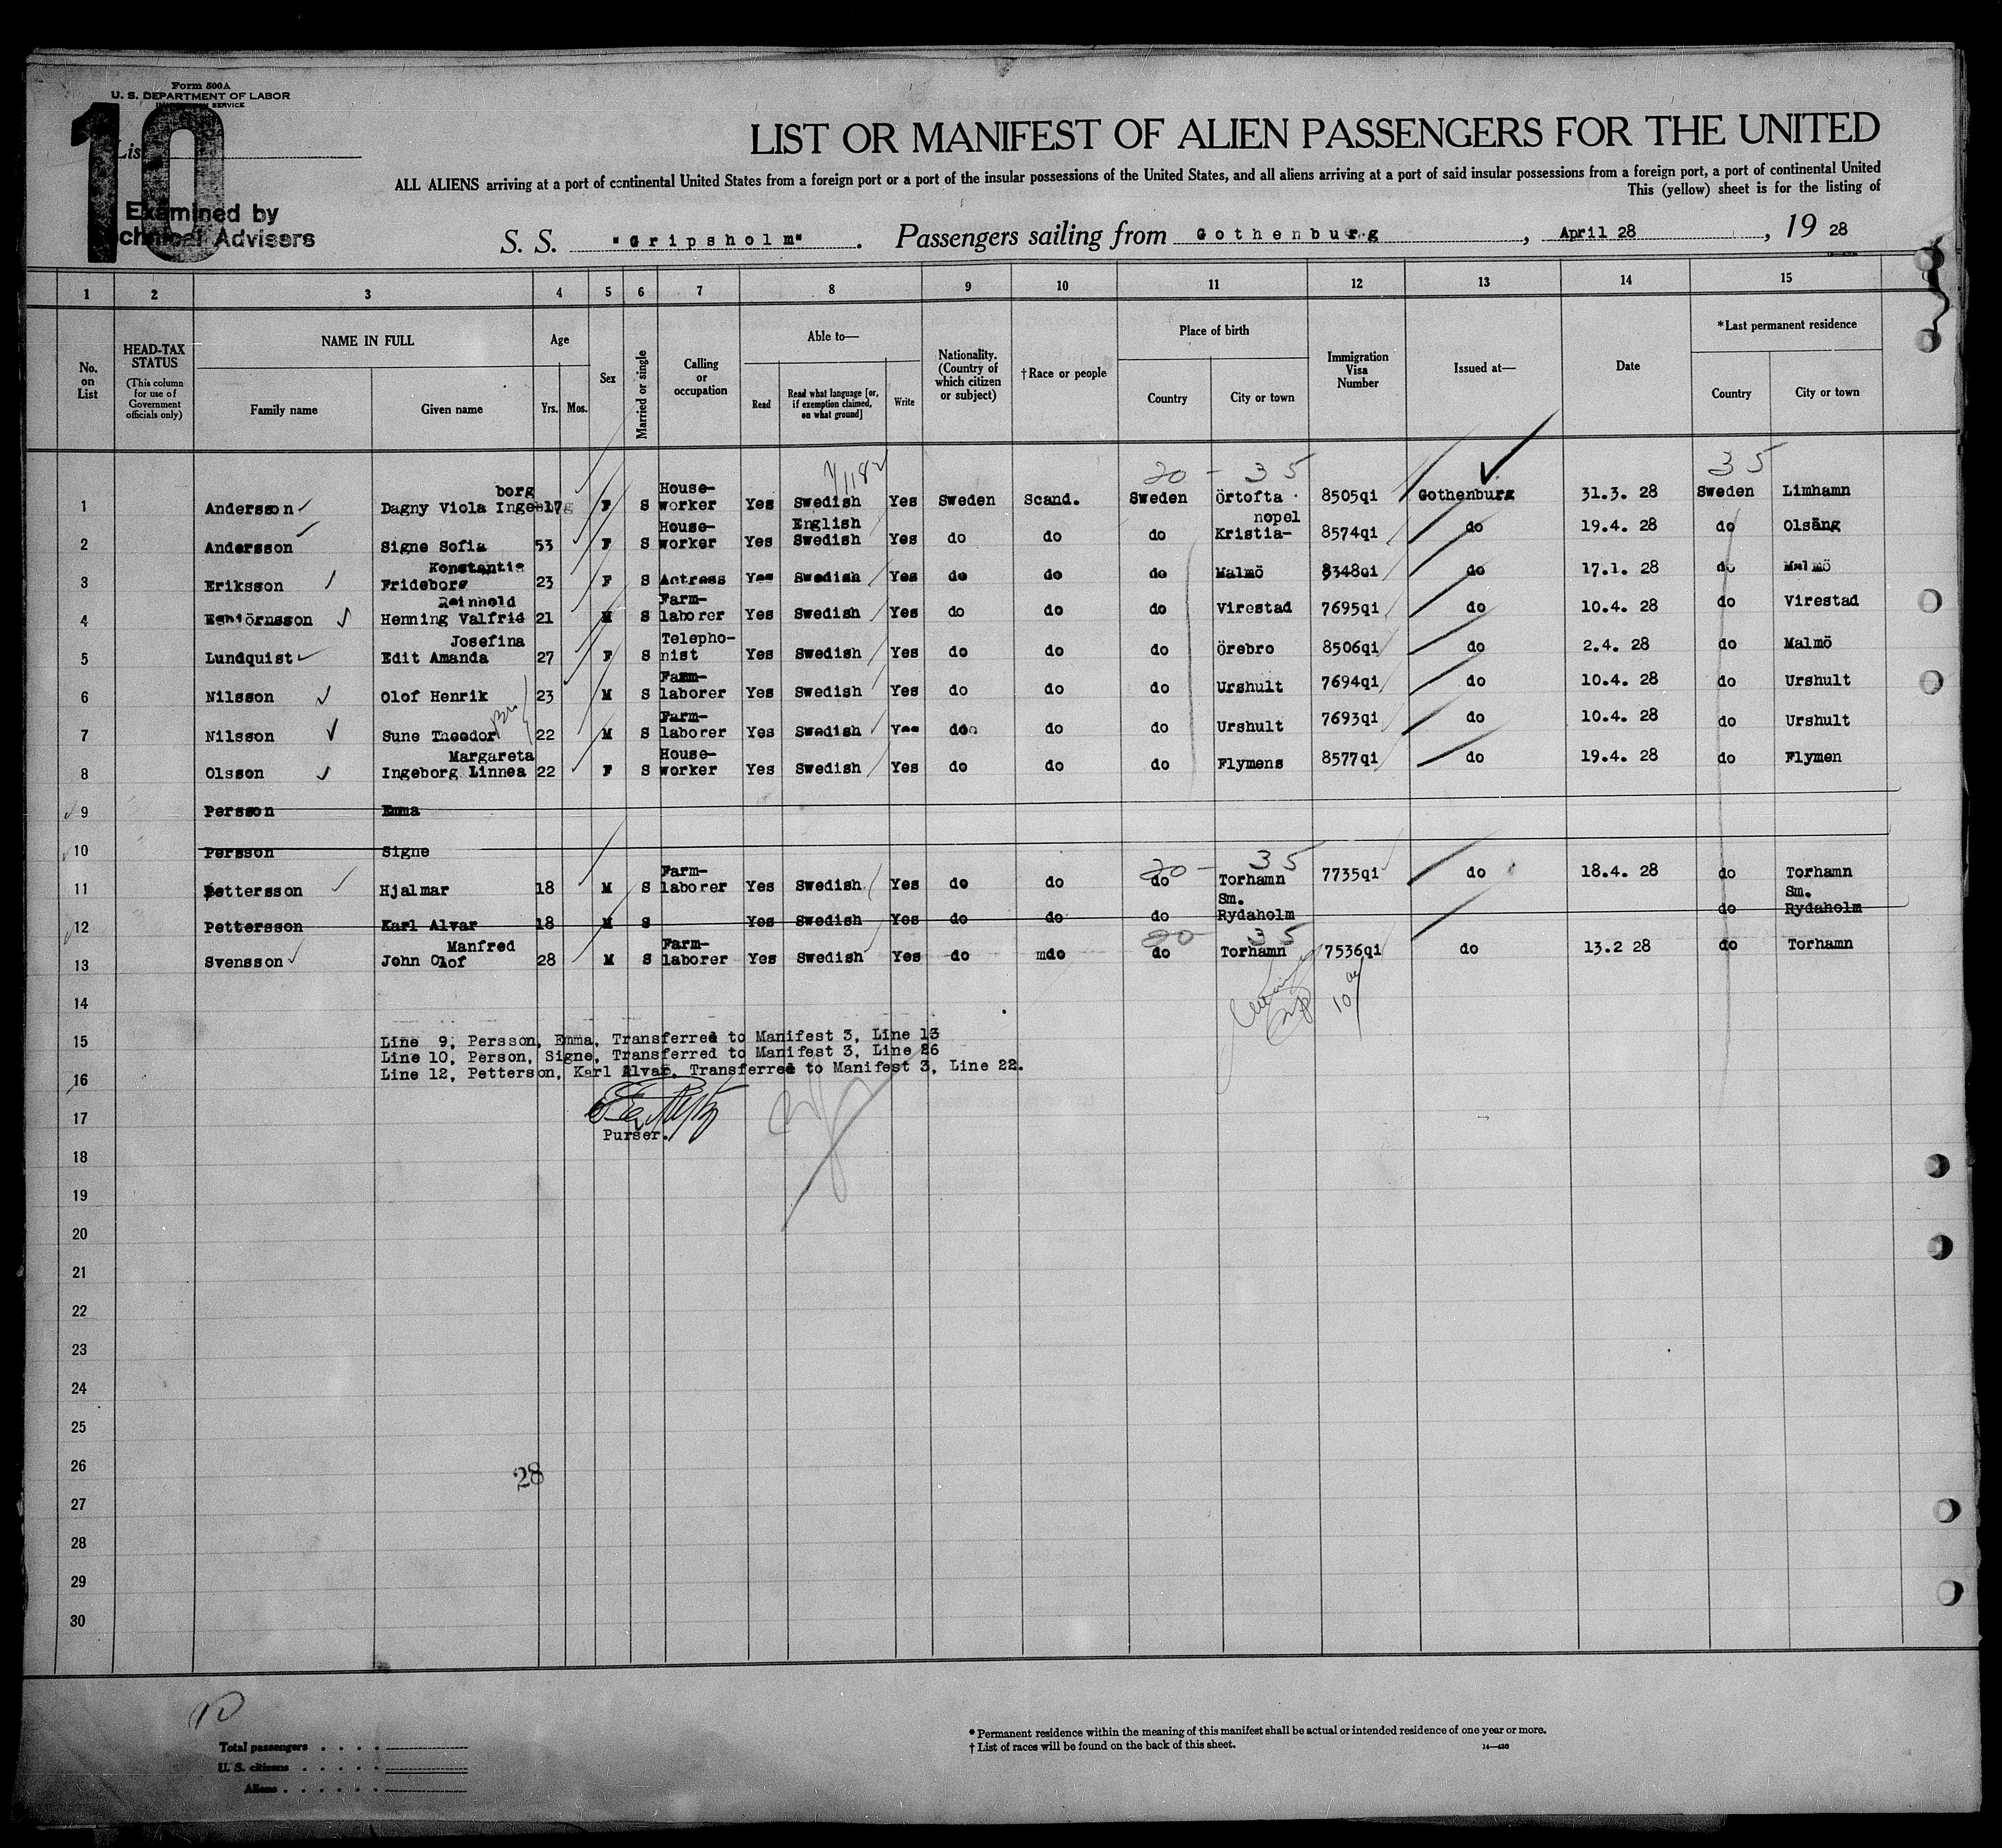 Form 500A
U. S. DEPARTMENT OF LABOR
IMMIGRATION SERVICE
10
List
Examined by
Technical Advisers
LIST OR MANIFEST OF ALIEN PASSENGERS FOR THE UNITED
ALL ALIENS arriving at a port of continental United States from a foreign port or a port of the insular possessions of the United States, and all aliens arriving at a port of said insular possessions from a foreign port, a port of continental United
This (yellow) sheet is for the listing of
S. S. "Gripsholm". Passengers sailing from Gothenburg, April 28, 19 28
1 2 3 4 5 6 7 8 9 10 11 12 13 14 15
No. on List
HEAD-TAX STATUS (This column for use of Government officials only)
NAME IN FULL
Family name Given name
Age
Yrs. Mos.
Sex
Married or single
Calling or occupation
Able to—
Read Read what language [or, if exemption claimed, on what ground] Write
Nationality. (Country of which citizen or subject)
†Race or people
Place of birth
Country City or town
Immigration Visa Number
Issued at—
Date
*Last permanent residence
Country City or town
20 - 35 35
1 Andersson Dagny Viola Ingeborg 17 F S House-worker Yes Swedish Yes Sweden Scand. Sweden Örtofta 8505qi Gothenburg 31.3. 28 Sweden Limhamn
2 Andersson Signe Sofia 53 F S House-worker Yes English Swedish Yes do do do Kristianopel 8574qi do 19.4. 28 do Olsäng
3 Eriksson Frideborg Konstantia 23 F S Actress Yes Swedish Yes do do do Malmö 8348qi do 17.1. 28 do Malmö
4 Esbiörnsson Henning Valfrid Reinhold 21 M S Farm-laborer Yes Swedish Yes do do do Virestad 7695qi do 10.4. 28 do Virestad
5 Lundquist Edit Amanda Josefina 27 F S Telepho-nist Yes Swedish Yes do do do Örebro 8506qi do 2.4. 28 do Malmö
6 Nilsson Olof Henrik 23 M S Farm-laborer Yes Swedish Yes do do do Urshult 7694qi do 10.4. 28 do Urshult
7 Nilsson Sune Theodor 22 M S Farm-laborer Yes Swedish Yes do do do Urshult 7693qi do 10.4. 28 do Urshult
8 Olsson Ingeborg Linnea Margareta 22 F S House-worker Yes Swedish Yes do do do Flymens 8577qi do 19.4. 28 do Flymen
9 Persson Emma
10 Persson Signe
20 - 35
11 Pettersson Hjalmar 18 M S Farm-laborer Yes Swedish Yes do do do Torhamn 7735qi do 18.4. 28 do Torhamn
12 Pettersson Karl Alvar 18 M S Yes Swedish Yes do do do Sm. Rydaholm do Sm. Rydaholm
20 35
13 Svensson John Olof Manfred 28 M S Farm-laborer Yes Swedish Yes do mdo do Torhamn 7536qi do 13.2 28 do Torhamn
14
15 Line 9, Persson, Emma, Transferred to Manifest 3, Line 13
Line 10, Person, Signe, Transferred to Manifest 3, Line 26
16 Line 12, Petterson, Karl Alvar, Transferred to Manifest 3, Line 22.
17 Purser.
18
19
20
21
22
23
24
25
26
28
27
28
29
30
10
Total passengers
U. S. citizens
Aliens
* Permanent residence within the meaning of this manifest shall be actual or intended residence of one year or more.
† List of races will be found on the back of this sheet.
14—430